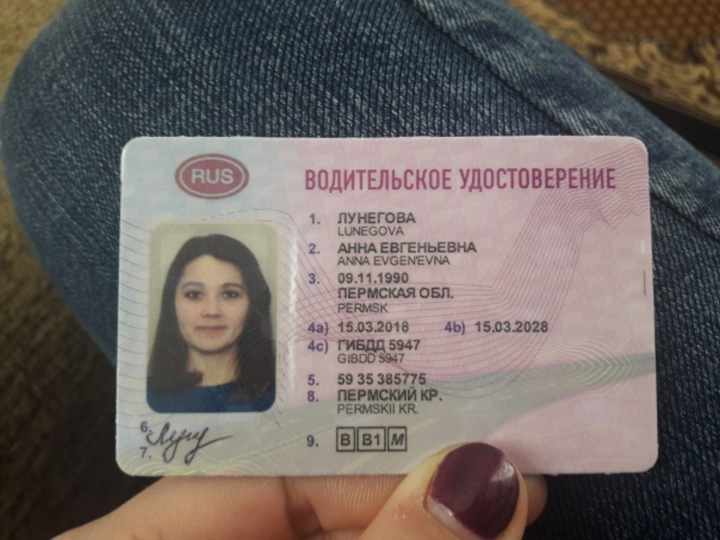 RUS
ВОДИТЕЛЬСКОЕ УДОСТОВЕРЕНИЕ
1. ЛУНЕГОВА
LUNEGOVA
2. АННА ЕВГЕНЬЕВНА
ANNA EVGEN'EVNA
3. 09.11.1990
ПЕРМСКАЯ ОБЛ.
PERMSK
4a) 15.03.2018 4b) 15.03.2028
4c) ГИБДД 5947
GIBDD 5947
5. 59 35 385775
8. ПЕРМСКИЙ КР.
PERMSKII KR.
6.
7.
9. B B1 M